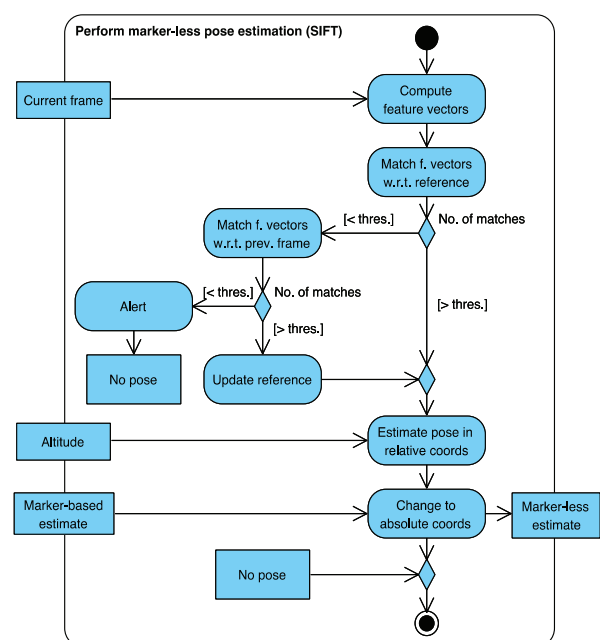 Perform marker-less pose estimation (SIFT)
Current frame
Compute
feature vectors
Match f. vectors
w.r.t. reference
[< thres.]
No. of matches
Match f. vectors
w.r.t. prev. frame
[< thres.]
No. of matches
Alert
[> thres.]
[> thres.]
No pose
Update reference
Altitude
Estimate pose in
relative coords
Marker-based
estimate
Change to
absolute coords
Marker-less
estimate
No pose